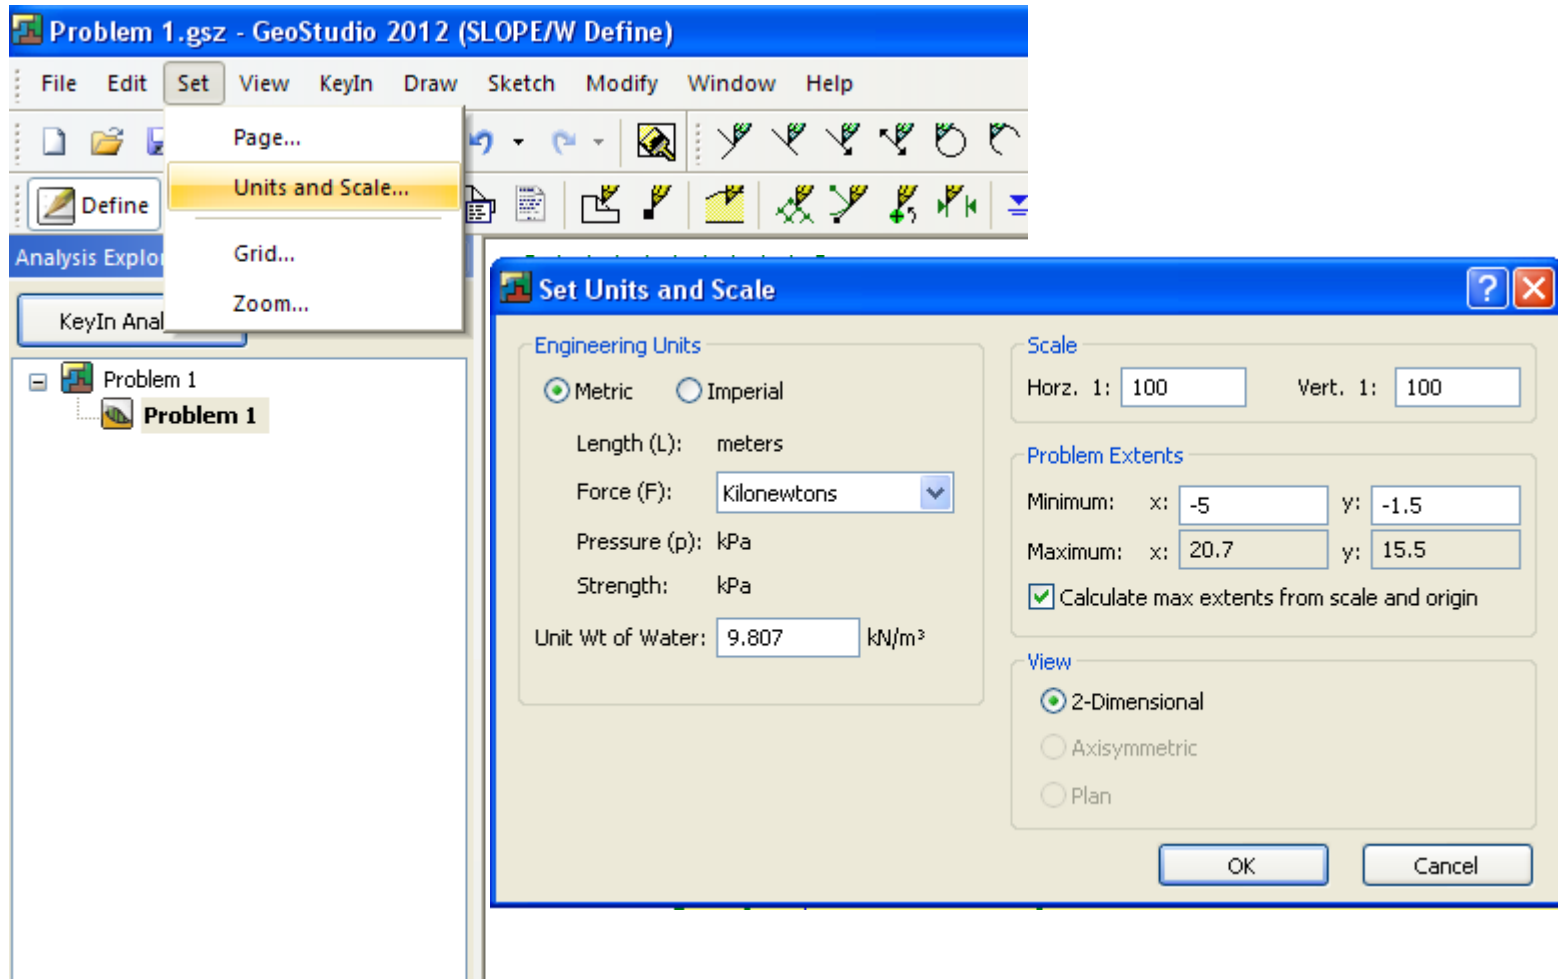 Problem 1.gsz - GeoStudio 2012 (SLOPE/W Define)
File Edit Set View KeyIn Draw Sketch Modify Window Help
Page...
Units and Scale...
Grid...
Zoom...
Define
Analysis Explo
KeyIn Anal
Problem 1
Problem 1
Set Units and Scale
Engineering Units
Metric Imperial
Length (L): meters
Force (F): Kilonewtons
Pressure (p): kPa
Strength: kPa
Unit Wt of Water: 9.807 kN/m³
Scale
Horz. 1: 100 Vert. 1: 100
Problem Extents
Minimum: x: -5 y: -1.5
Maximum: x: 20.7 y: 15.5
Calculate max extents from scale and origin
View
2-Dimensional
Axisymmetric
Plan
OK Cancel